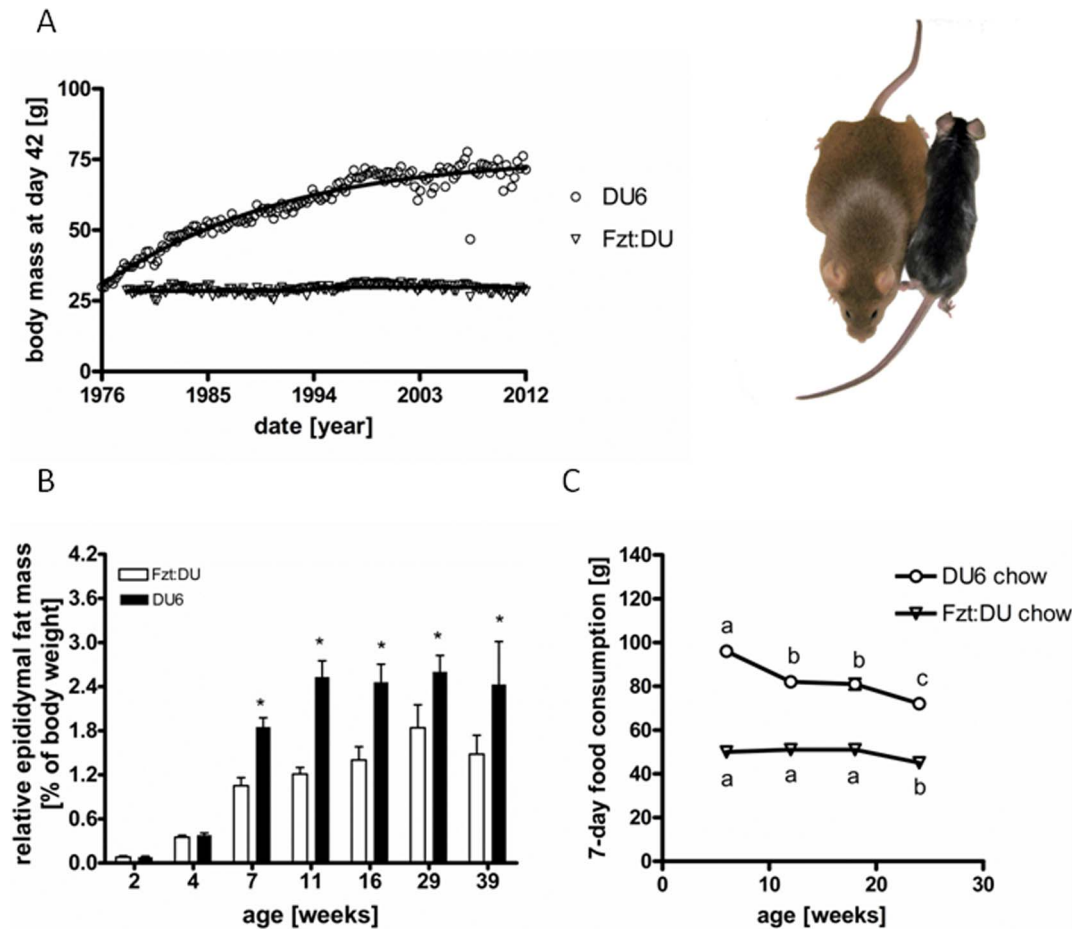 A
body mass at day 42 [g]
100
75
50
25
0
1976 1985 1994 2003 2012
date [year]
DU6
Fzt:DU
B
relative epididymal fat mass
[% of body weight]
4.2
3.6
3.0
2.4
1.8
1.2
0.6
0.0
Fzt:DU
DU6
* * * * *
2 4 7 11 16 29 39
age [weeks]
C
7-day food consumption [g]
140
120
100
80
60
40
20
0
DU6 chow
Fzt:DU chow
a b b c
a a a b
0 10 20 30
age [weeks]